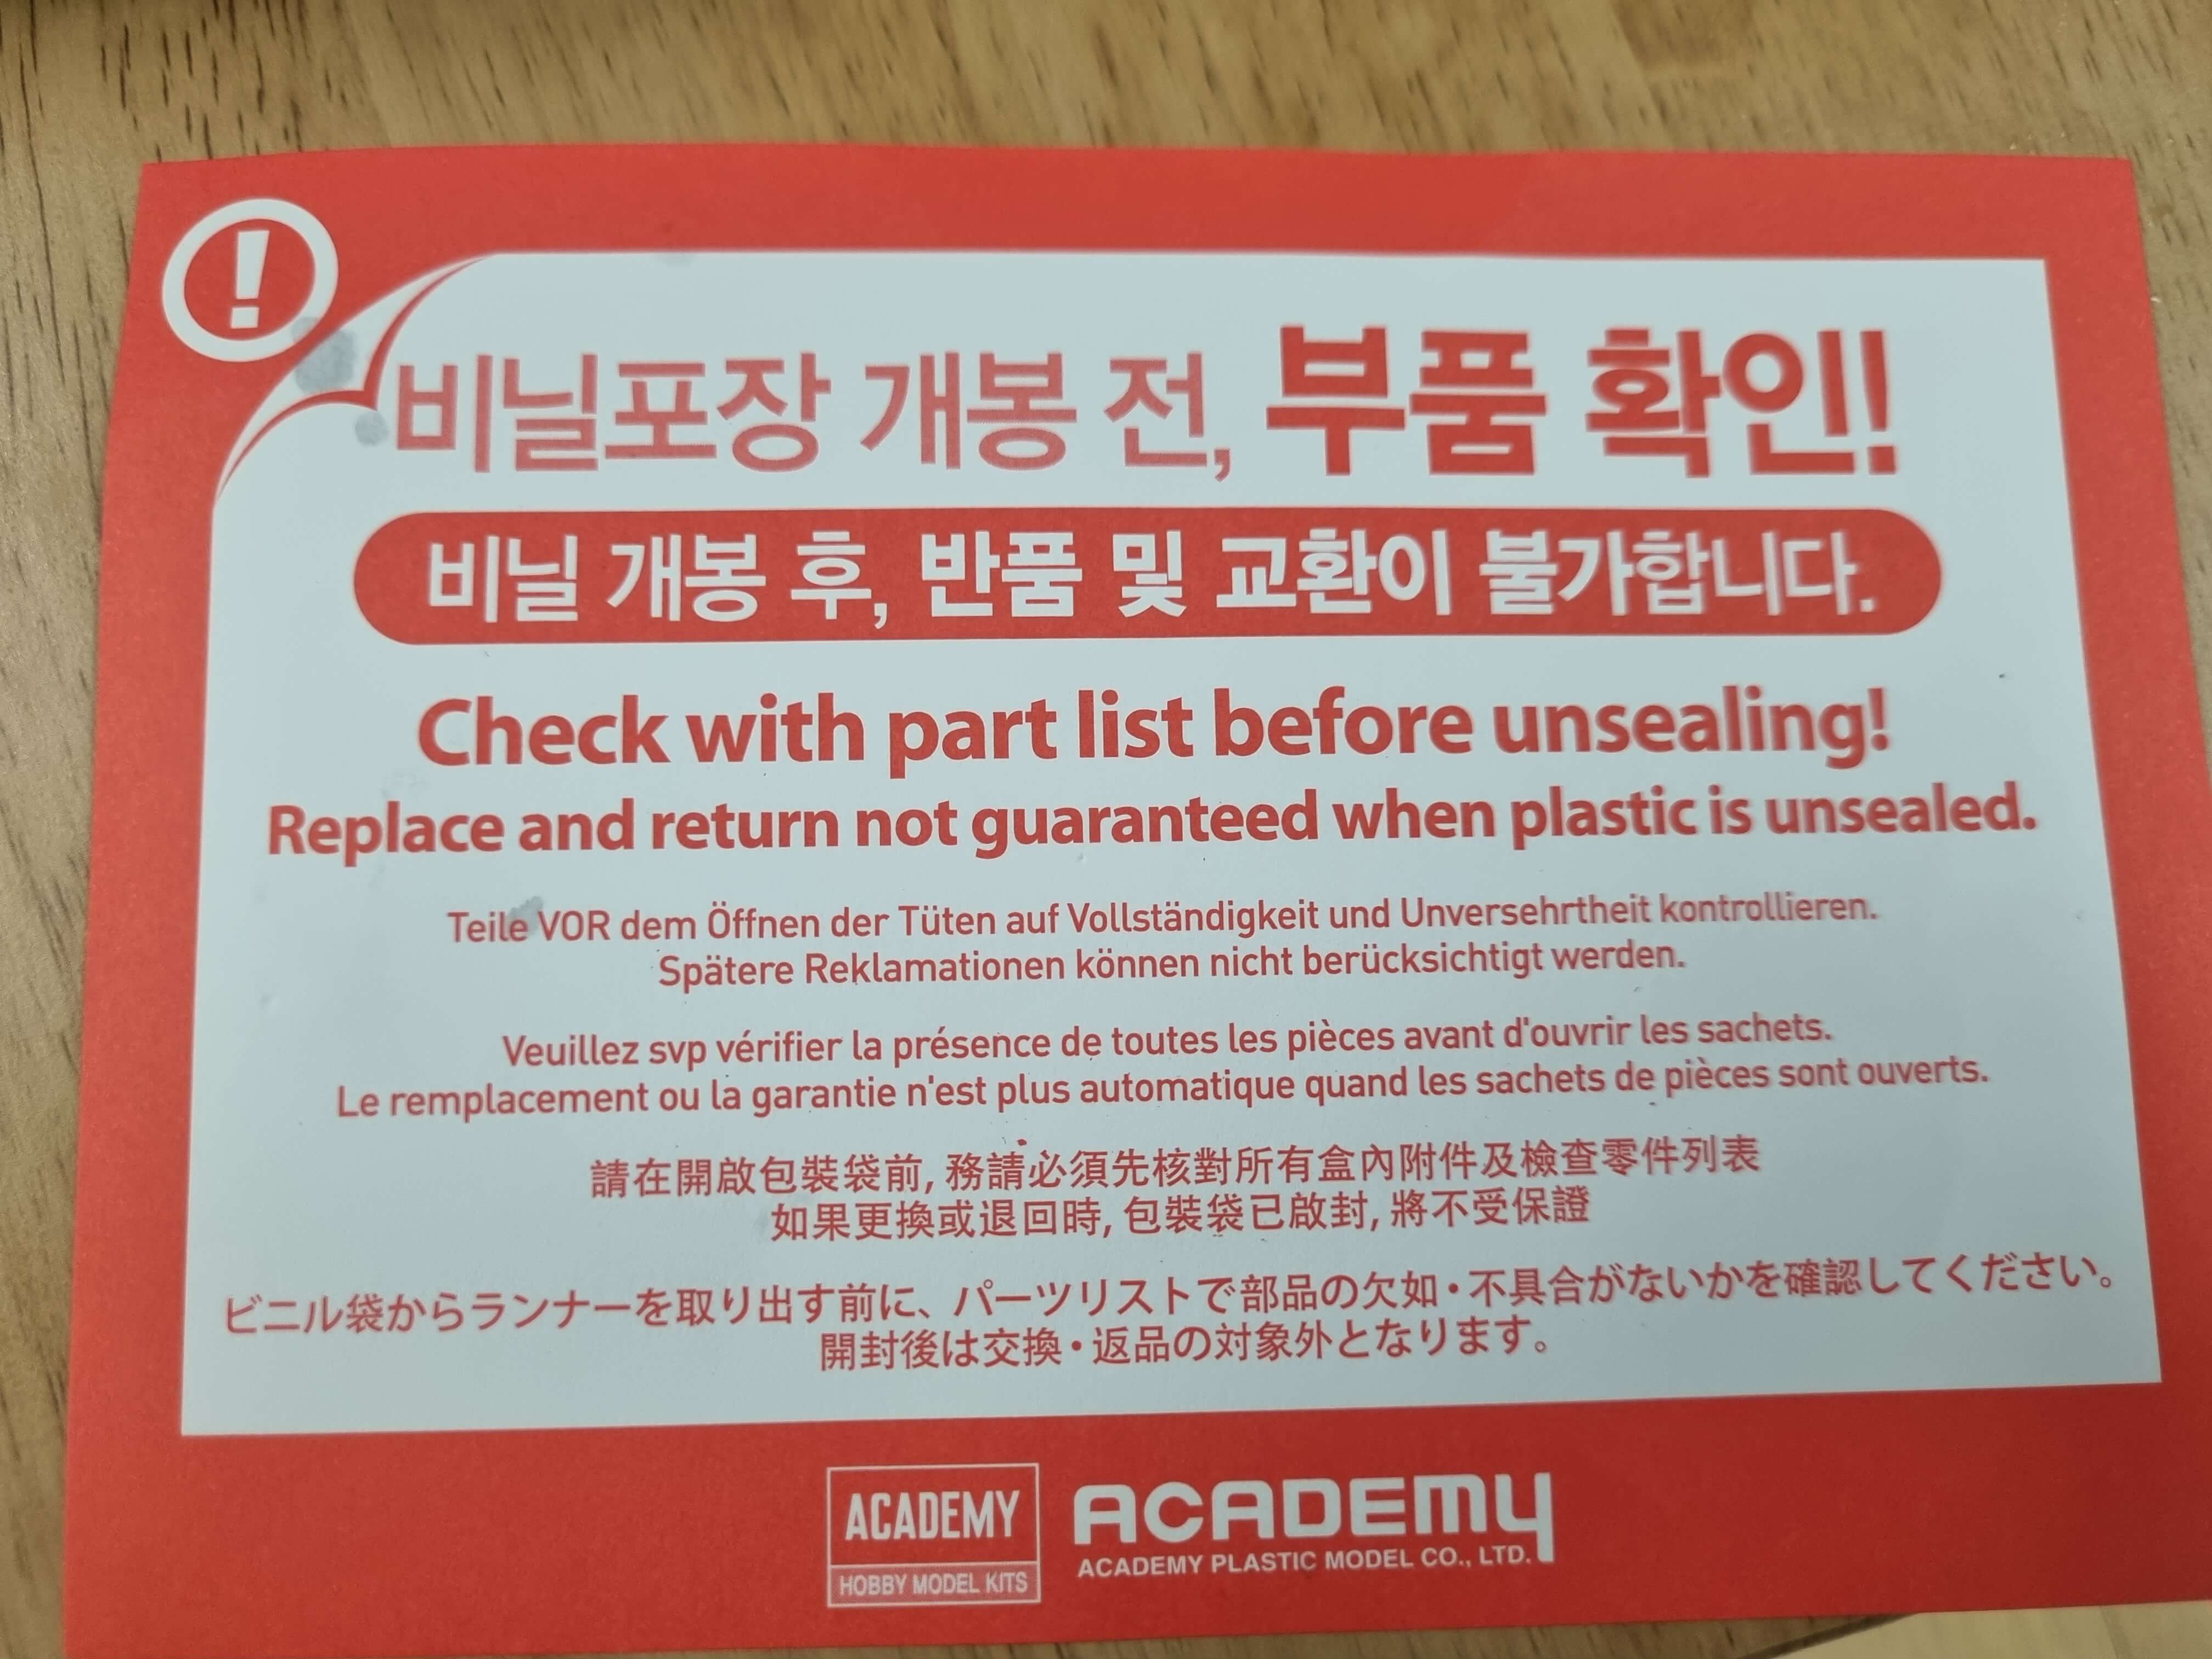 !
비닐포장 개봉 전, 부품 확인!
비닐 개봉 후, 반품 및 교환이 불가합니다.
Check with part list before unsealing!
Replace and return not guaranteed when plastic is unsealed.
Teile VOR dem Öffnen der Tüten auf Vollständigkeit und Unversehrtheit kontrollieren.
Spätere Reklamationen können nicht berücksichtigt werden.
Veuillez svp vérifier la présence de toutes les pièces avant d'ouvrir les sachets.
Le remplacement ou la garantie n'est plus automatique quand les sachets de pièces sont ouverts.
請在開啟包裝袋前, 務請必須先核對所有盒內附件及檢查零件列表
如果更換或退回時, 包裝袋已啟封, 將不受保證
ビニル袋からランナーを取り出す前に、パーツリストで部品の欠如・不具合がないかを確認してください。
開封後は交換・返品の対象外となります。
ACADEMY
HOBBY MODEL KITS
ACADEMY
ACADEMY PLASTIC MODEL CO., LTD.